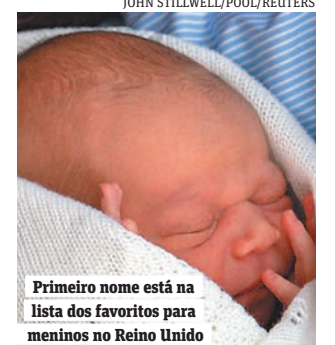 JOHN STILLWELL/POOL/REUTERS
Primeiro nome está na
lista dos favoritos para
meninos no Reino Unido